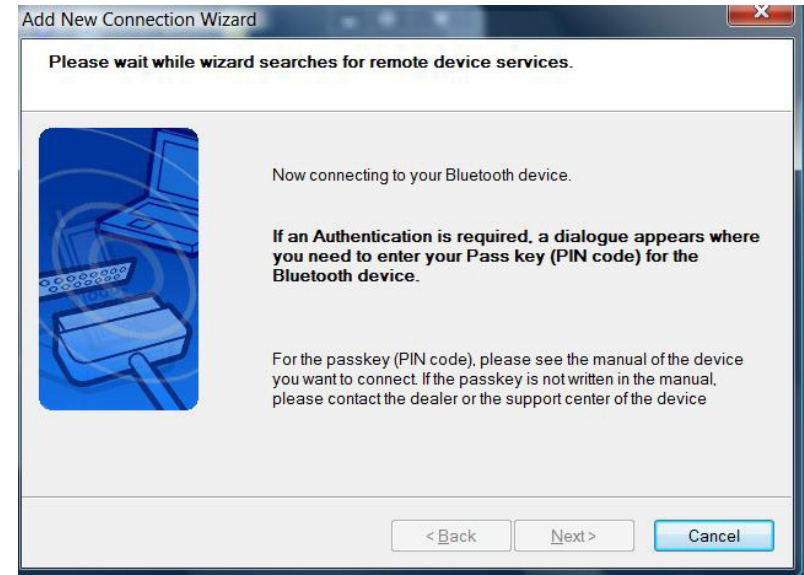 Add New Connection Wizard
Please wait while wizard searches for remote device services.
Now connecting to your Bluetooth device.
If an Authentication is required, a dialogue appears where
you need to enter your Pass key (PIN code) for the
Bluetooth device.
For the passkey (PIN code), please see the manual of the device
you want to connect. If the passkey is not written in the manual,
please contact the dealer or the support center of the device
< Back
Next >
Cancel